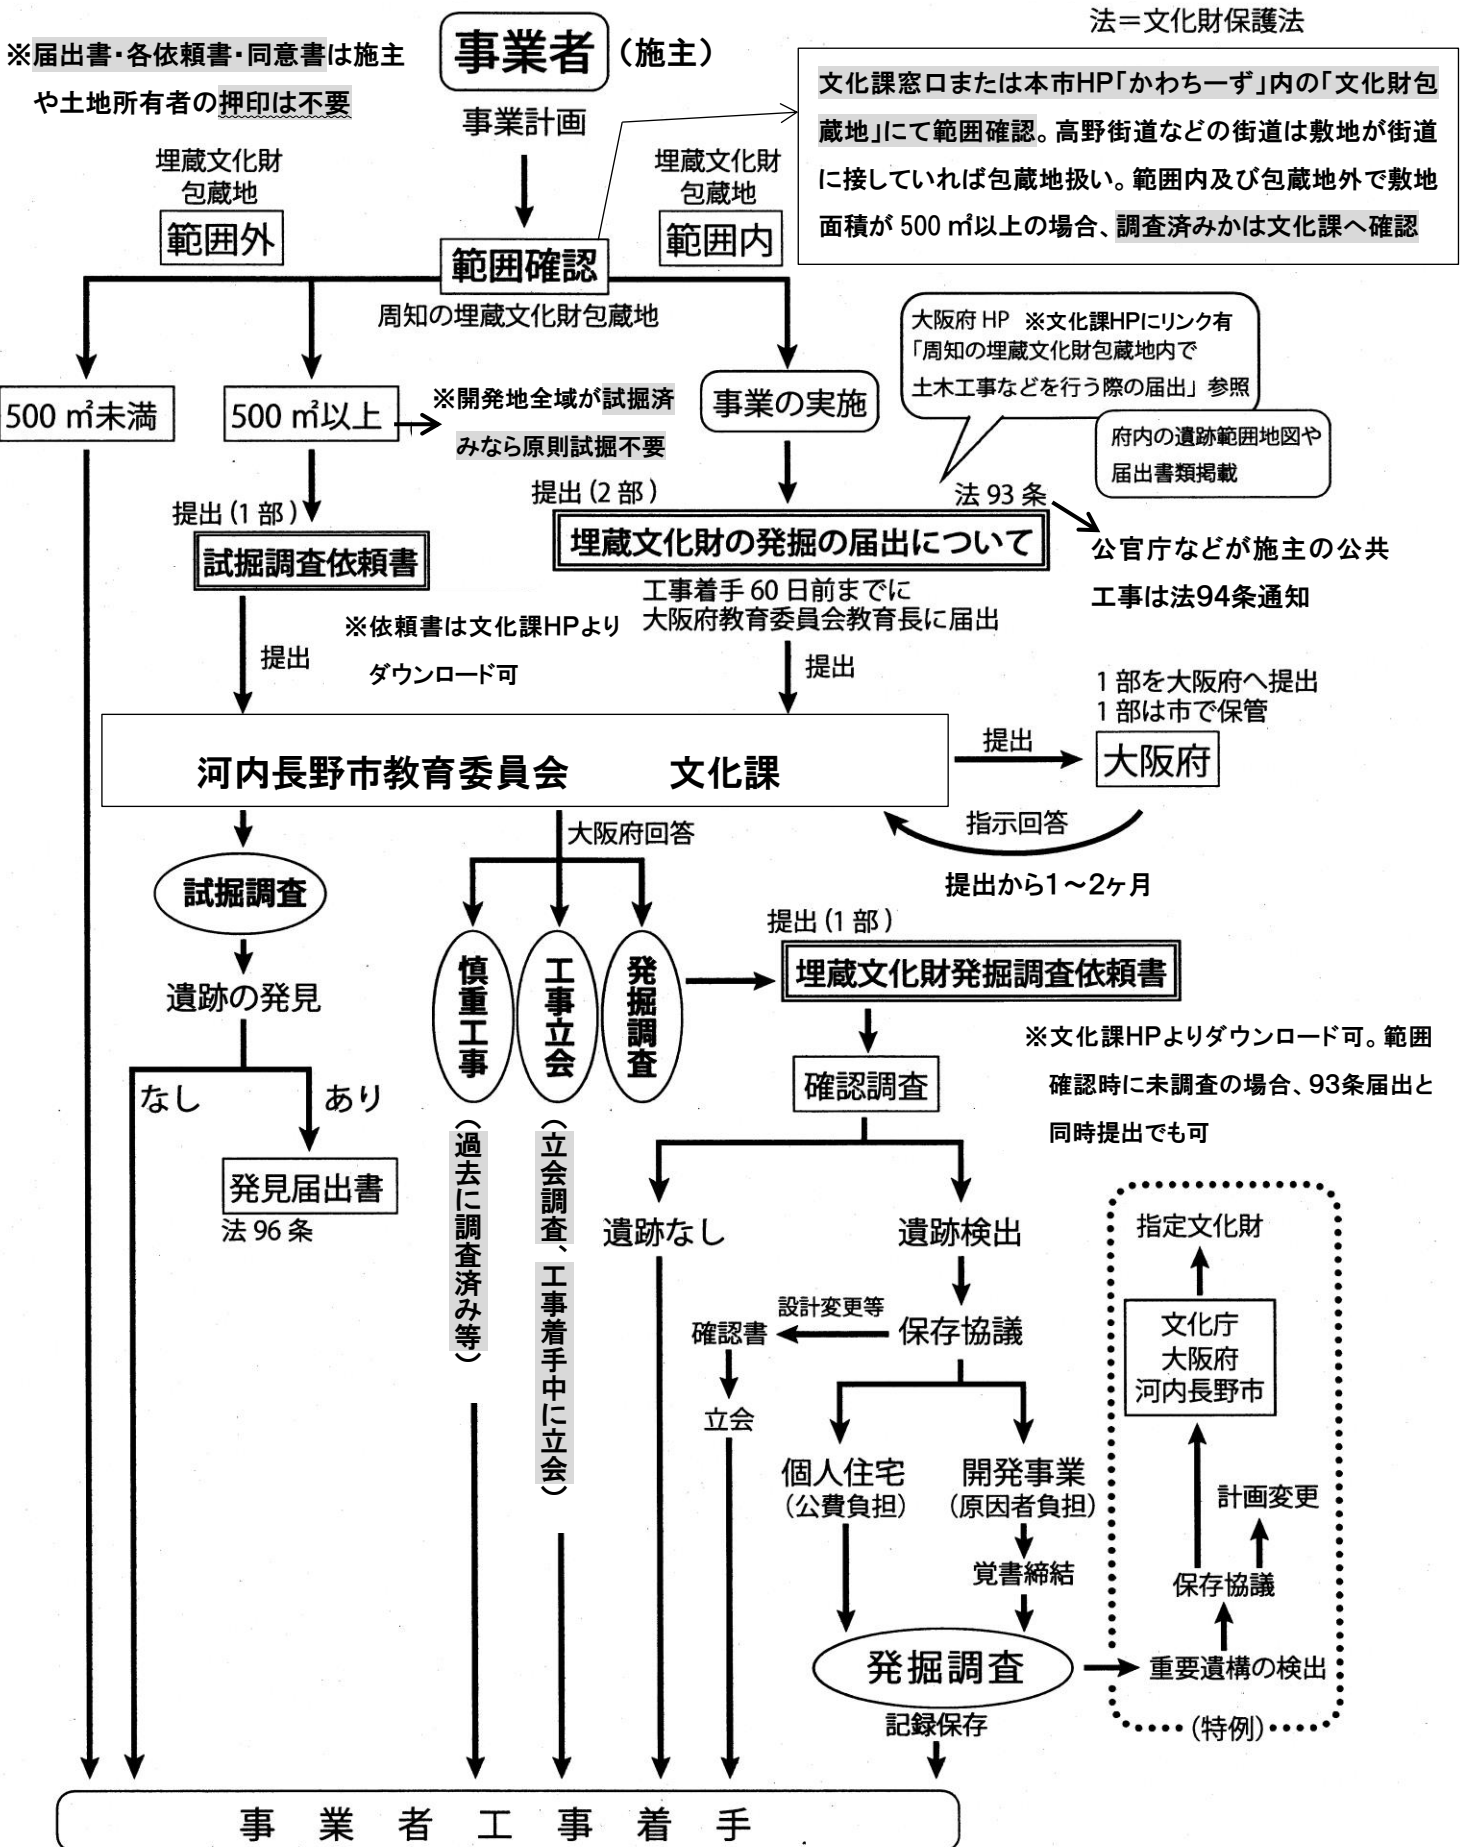 法＝文化財保護法
※届出書・各依頼書・同意書は施主
や土地所有者の押印は不要
事業者（施主）
事業計画
文化課窓口または本市HP「かわちーず」内の「文化財包
蔵地」にて範囲確認。高野街道などの街道は敷地が街道
に接していれば包蔵地扱い。範囲内及び包蔵地外で敷地
面積が 500 ㎡以上の場合、調査済みかは文化課へ確認
埋蔵文化財
包蔵地
範囲外
埋蔵文化財
包蔵地
範囲内
範囲確認
周知の埋蔵文化財包蔵地
大阪府 HP ※文化課HPにリンク有
「周知の埋蔵文化財包蔵地内で
土木工事などを行う際の届出」参照
府内の遺跡範囲地図や
届出書類掲載
500 ㎡未満
500 ㎡以上
※開発地全域が試掘済
みなら原則試掘不要
事業の実施
提出 (1 部 )
試掘調査依頼書
提出 (2 部 )
法 93 条
埋蔵文化財の発掘の届出について
工事着手 60 日前までに
大阪府教育委員会教育長に届出
公官庁などが施主の公共
工事は法94条通知
※依頼書は文化課HPより
ダウンロード可
提出
提出
1 部を大阪府へ提出
1 部は市で保管
河内長野市教育委員会 文化課
提出
大阪府
指示回答
提出から1～2ヶ月
大阪府回答
試掘調査
遺跡の発見
なし
あり
発見届出書
法 96 条
慎重工事
工事立会
発掘調査
（過去に調査済み等）
（立会調査、工事着手中に立会）
提出 (1 部 )
埋蔵文化財発掘調査依頼書
※文化課HPよりダウンロード可。範囲
確認時に未調査の場合、93条届出と
同時提出でも可
確認調査
遺跡なし
遺跡検出
設計変更等
確認書
保存協議
立会
個人住宅
（公費負担）
開発事業
（原因者負担）
覚書締結
発掘調査
記録保存
指定文化財
文化庁
大阪府
河内長野市
計画変更
保存協議
重要遺構の検出
（特例）
事業者工事着手